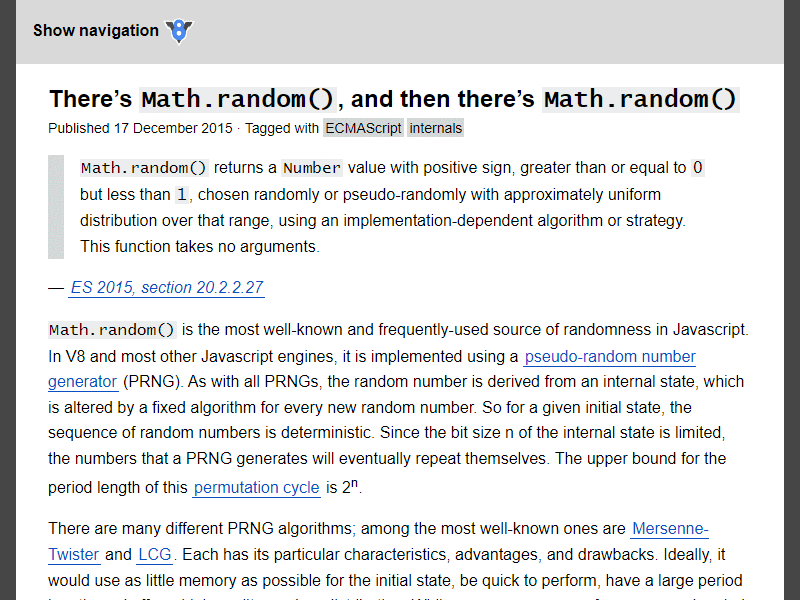 Show navigation
There’s Math.random(), and then there’s Math.random()
Published 17 December 2015 · Tagged with ECMAScript internals
Math.random() returns a Number value with positive sign, greater than or equal to 0
but less than 1, chosen randomly or pseudo-randomly with approximately uniform
distribution over that range, using an implementation-dependent algorithm or strategy.
This function takes no arguments.
— ES 2015, section 20.2.2.27
Math.random() is the most well-known and frequently-used source of randomness in Javascript.
In V8 and most other Javascript engines, it is implemented using a pseudo-random number
generator (PRNG). As with all PRNGs, the random number is derived from an internal state, which
is altered by a fixed algorithm for every new random number. So for a given initial state, the
sequence of random numbers is deterministic. Since the bit size n of the internal state is limited,
the numbers that a PRNG generates will eventually repeat themselves. The upper bound for the
period length of this permutation cycle is 2ⁿ.
There are many different PRNG algorithms; among the most well-known ones are Mersenne-
Twister and LCG. Each has its particular characteristics, advantages, and drawbacks. Ideally, it
would use as little memory as possible for the initial state, be quick to perform, have a large period